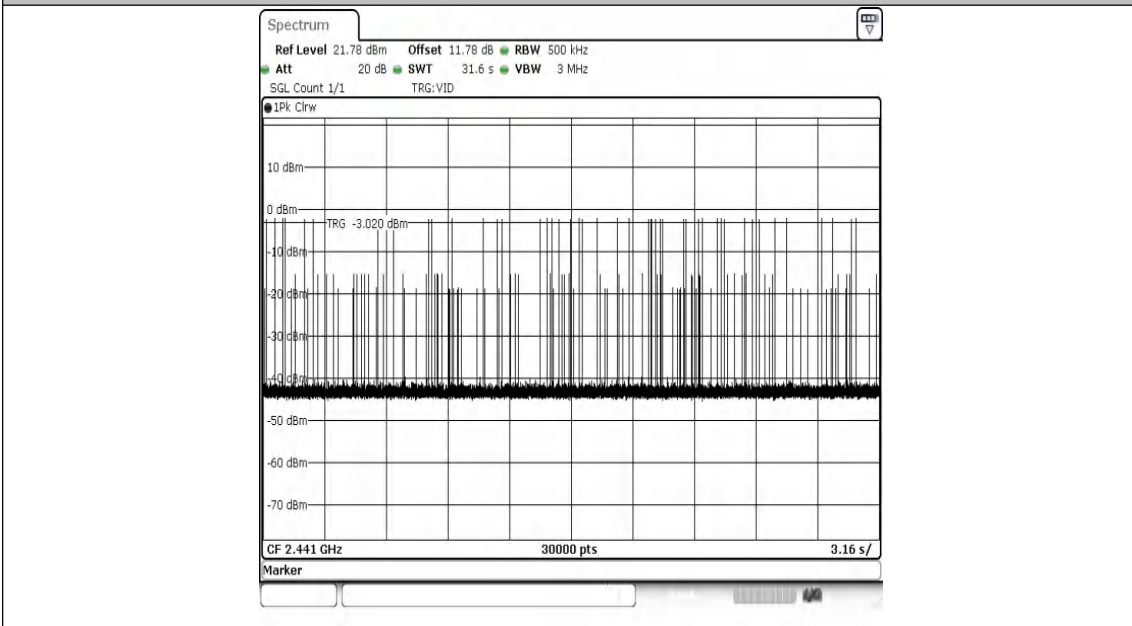 Spectrum
Ref Level 21.78 dBm Offset 11.78 dB RBW 500 kHz
Att 20 dB SWT 31.6 s VBW 3 MHz
SGL Count 1/1 TRG:VID
1Pk Clrw
10 dBm
0 dBm
TRG -3.020 dBm
-10 dBm
-20 dBm
-30 dBm
-40 dBm
-50 dBm
-60 dBm
-70 dBm
CF 2.441 GHz 30000 pts 3.16 s/
Marker